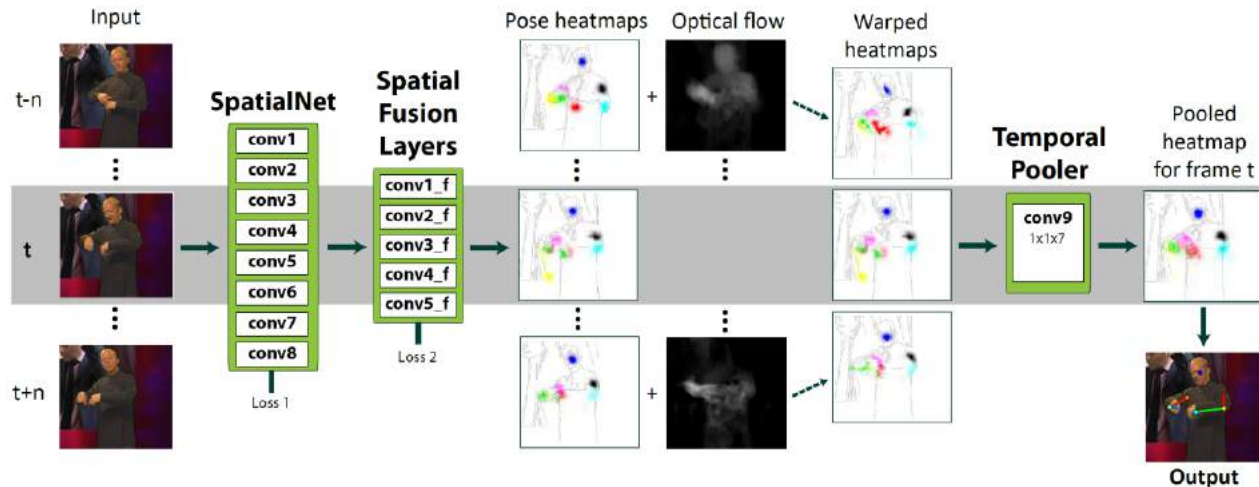 Input
Pose heatmaps
Optical flow
Warped
heatmaps
t-n
SpatialNet
conv1
conv2
conv3
conv4
conv5
conv6
conv7
conv8
Loss 1
Spatial
Fusion
Layers
conv1_f
conv2_f
conv3_f
conv4_f
conv5_f
Loss 2
+
Temporal
Pooler
conv9
1x1x7
Pooled
heatmap
for frame t
t
t+n
+
Output